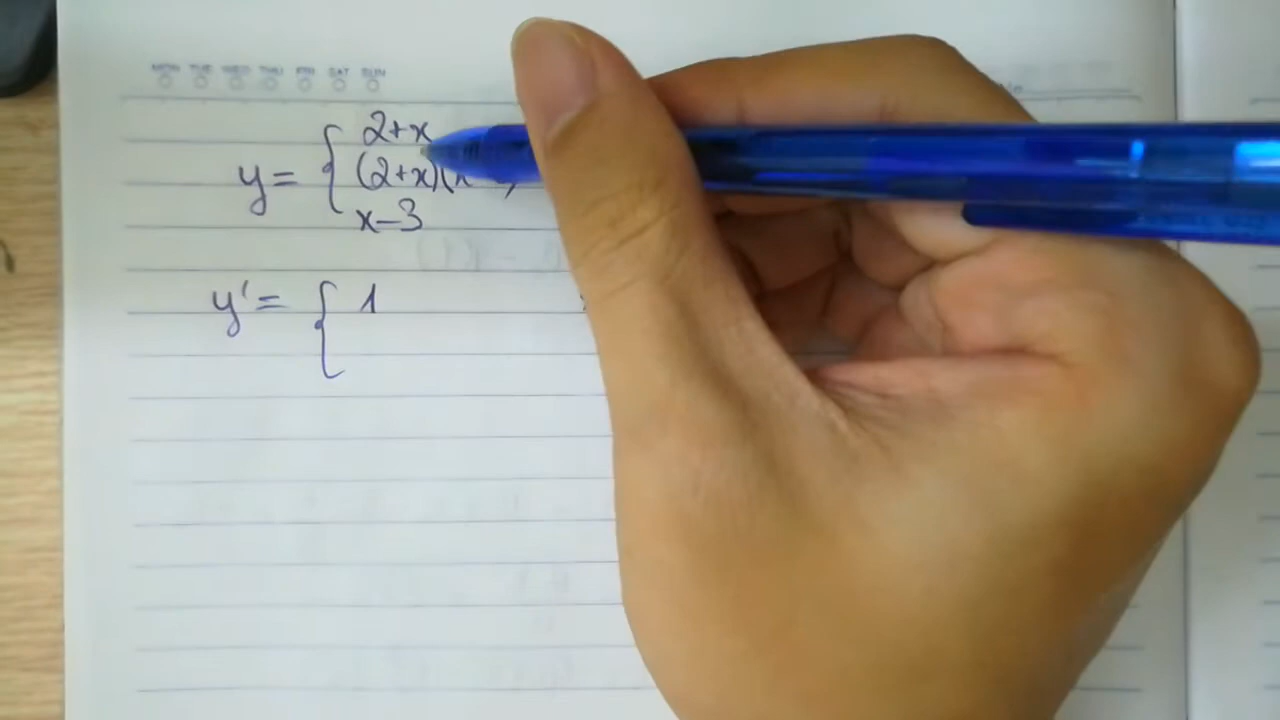 MON TUE WED THU FRI SAT SUN
2+x
y= { (2+x)(x
x-3
y'= { 1